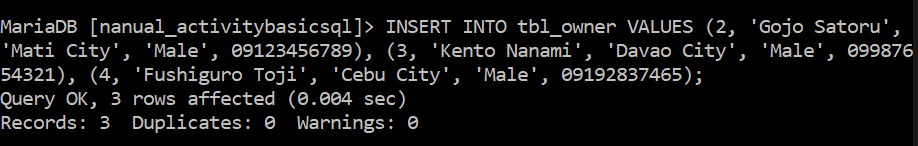 MariaDB [nanual_activitybasicsql]> INSERT INTO tbl_owner VALUES (2, 'Gojo Satoru',
'Mati City', 'Male', 09123456789), (3, 'Kento Nanami', 'Davao City', 'Male', 099876
54321), (4, 'Fushiguro Toji', 'Cebu City', 'Male', 09192837465);
Query OK, 3 rows affected (0.004 sec)
Records: 3  Duplicates: 0  Warnings: 0